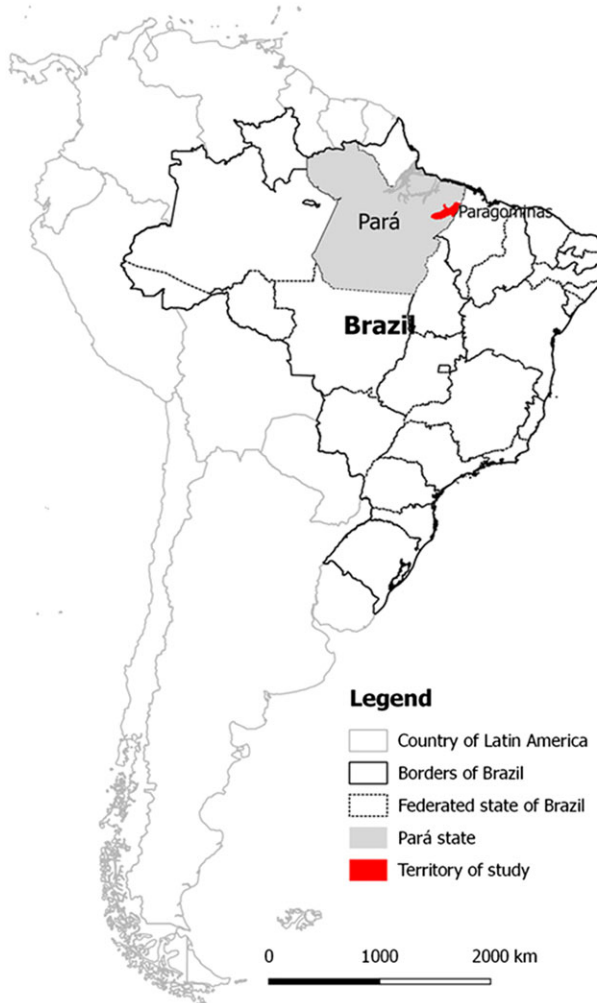 Pará
Paragominas
Brazil
Legend
Country of Latin America
Borders of Brazil
Federated state of Brazil
Pará state
Territory of study
0 1000 2000 km